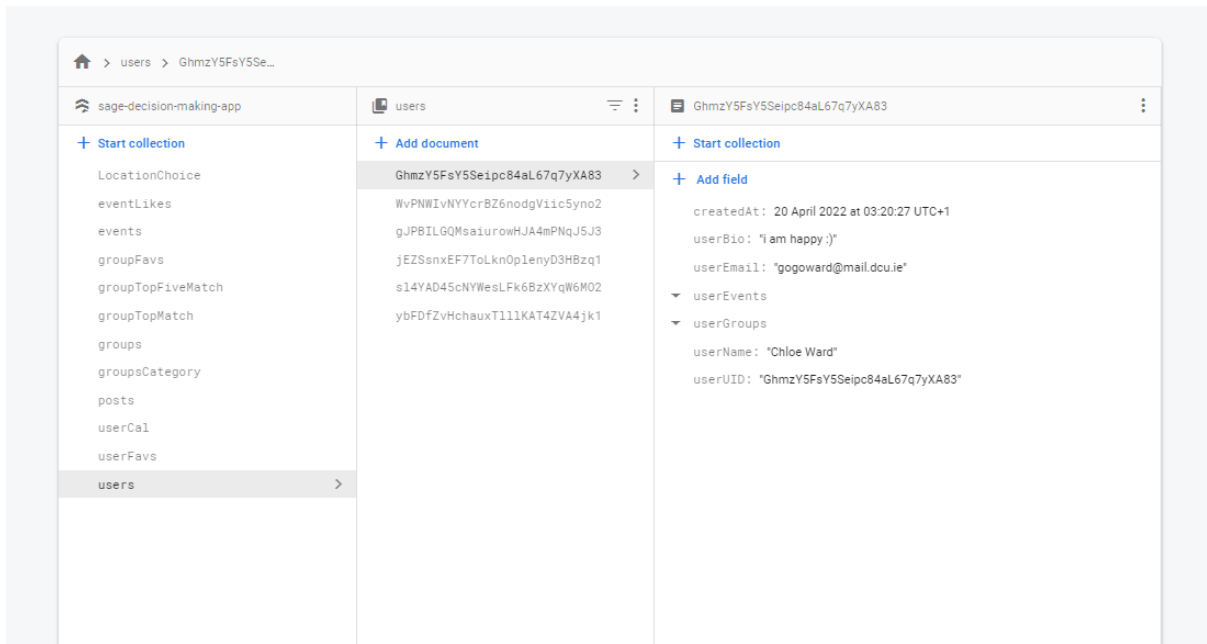 users > GhmzY5FsY5Se...
sage-decision-making-app
+ Start collection
LocationChoice
eventLikes
events
groupFavs
groupTopFiveMatch
groupTopMatch
groups
groupsCategory
posts
userCal
userFavs
users
users
+ Add document
GhmzY5FsY5Seipc84aL67q7yXA83
WvPNWIvNYYcrBZ6nodgViic5yno2
gJPBILGQMsaiurowHJA4mPNqJ5J3
jEZSsnxEF7ToLknOplenyD3HBzq1
sl4YAD45cNYWesLFk6BzXYqW6MO2
ybFDfZvHchauxTlllKAT4ZVA4jk1
GhmzY5FsY5Seipc84aL67q7yXA83
+ Start collection
+ Add field
createdAt: 20 April 2022 at 03:20:27 UTC+1
userBio: "i am happy :)"
userEmail: "gogoward@mail.dcu.ie"
userEvents
userGroups
userName: "Chloe Ward"
userUID: "GhmzY5FsY5Seipc84aL67q7yXA83"